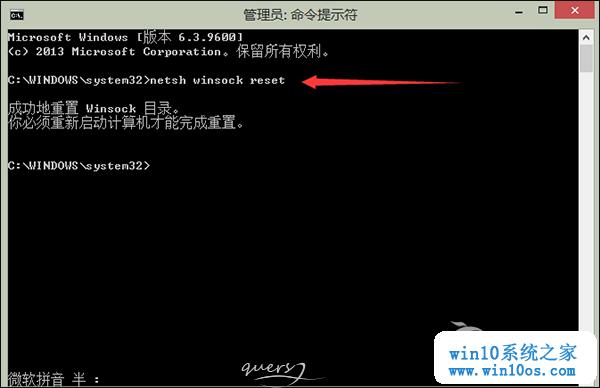 管理员: 命令提示符
Microsoft Windows [版本 6.3.9600]
(c) 2013 Microsoft Corporation。保留所有权利。
C:\WINDOWS\system32>netsh winsock reset
成功地重置 Winsock 目录。
你必须重新启动计算机才能完成重置。
C:\WINDOWS\system32>
微软拼音 半 :
quers
win10系统之家
www.win10os.com